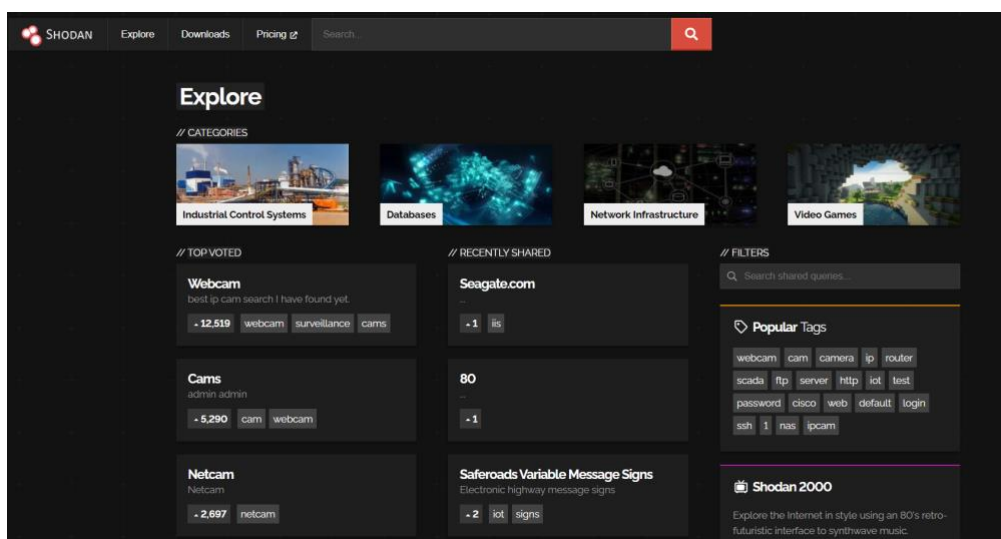 SHODAN Explore Downloads Pricing Search...
Explore
// CATEGORIES
Industrial Control Systems
Databases
Network Infrastructure
Video Games
// TOP VOTED
Webcam
best ip cam search I have found yet.
12,519 webcam surveillance cams
Cams
admin admin
5,290 cam webcam
Netcam
Netcam
2,697 netcam
// RECENTLY SHARED
Seagate.com
..
1 iis
80
..
1
Saferoads Variable Message Signs
Electronic highway message signs
2 iot signs
// FILTERS
Search shared queries...
Popular Tags
webcam cam camera ip router
scada ftp server http iot test
password cisco web default login
ssh 1 nas ipcam
Shodan 2000
Explore the Internet in style using an 80's retro-
futuristic interface to synthwave music.